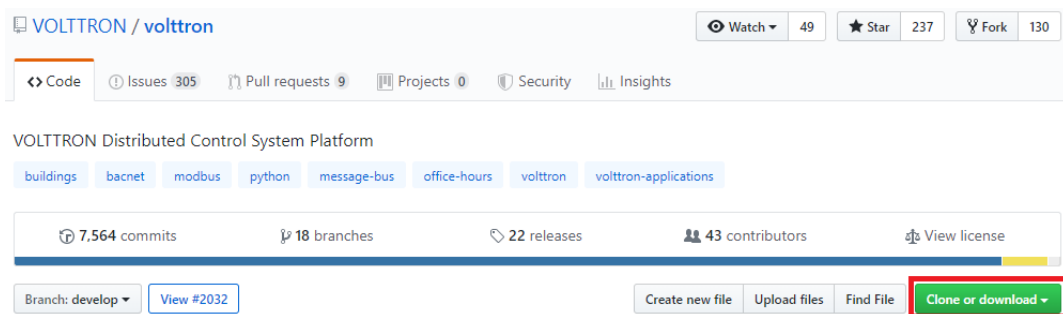 VOLTTRON / volttron Watch 49 Star 237 Fork 130
Code Issues 305 Pull requests 9 Projects 0 Security Insights
VOLTTRON Distributed Control System Platform
buildings bacnet modbus python message-bus office-hours volttron volttron-applications
7,564 commits 18 branches 22 releases 43 contributors View license
Branch: develop View #2032 Create new file Upload files Find File Clone or download